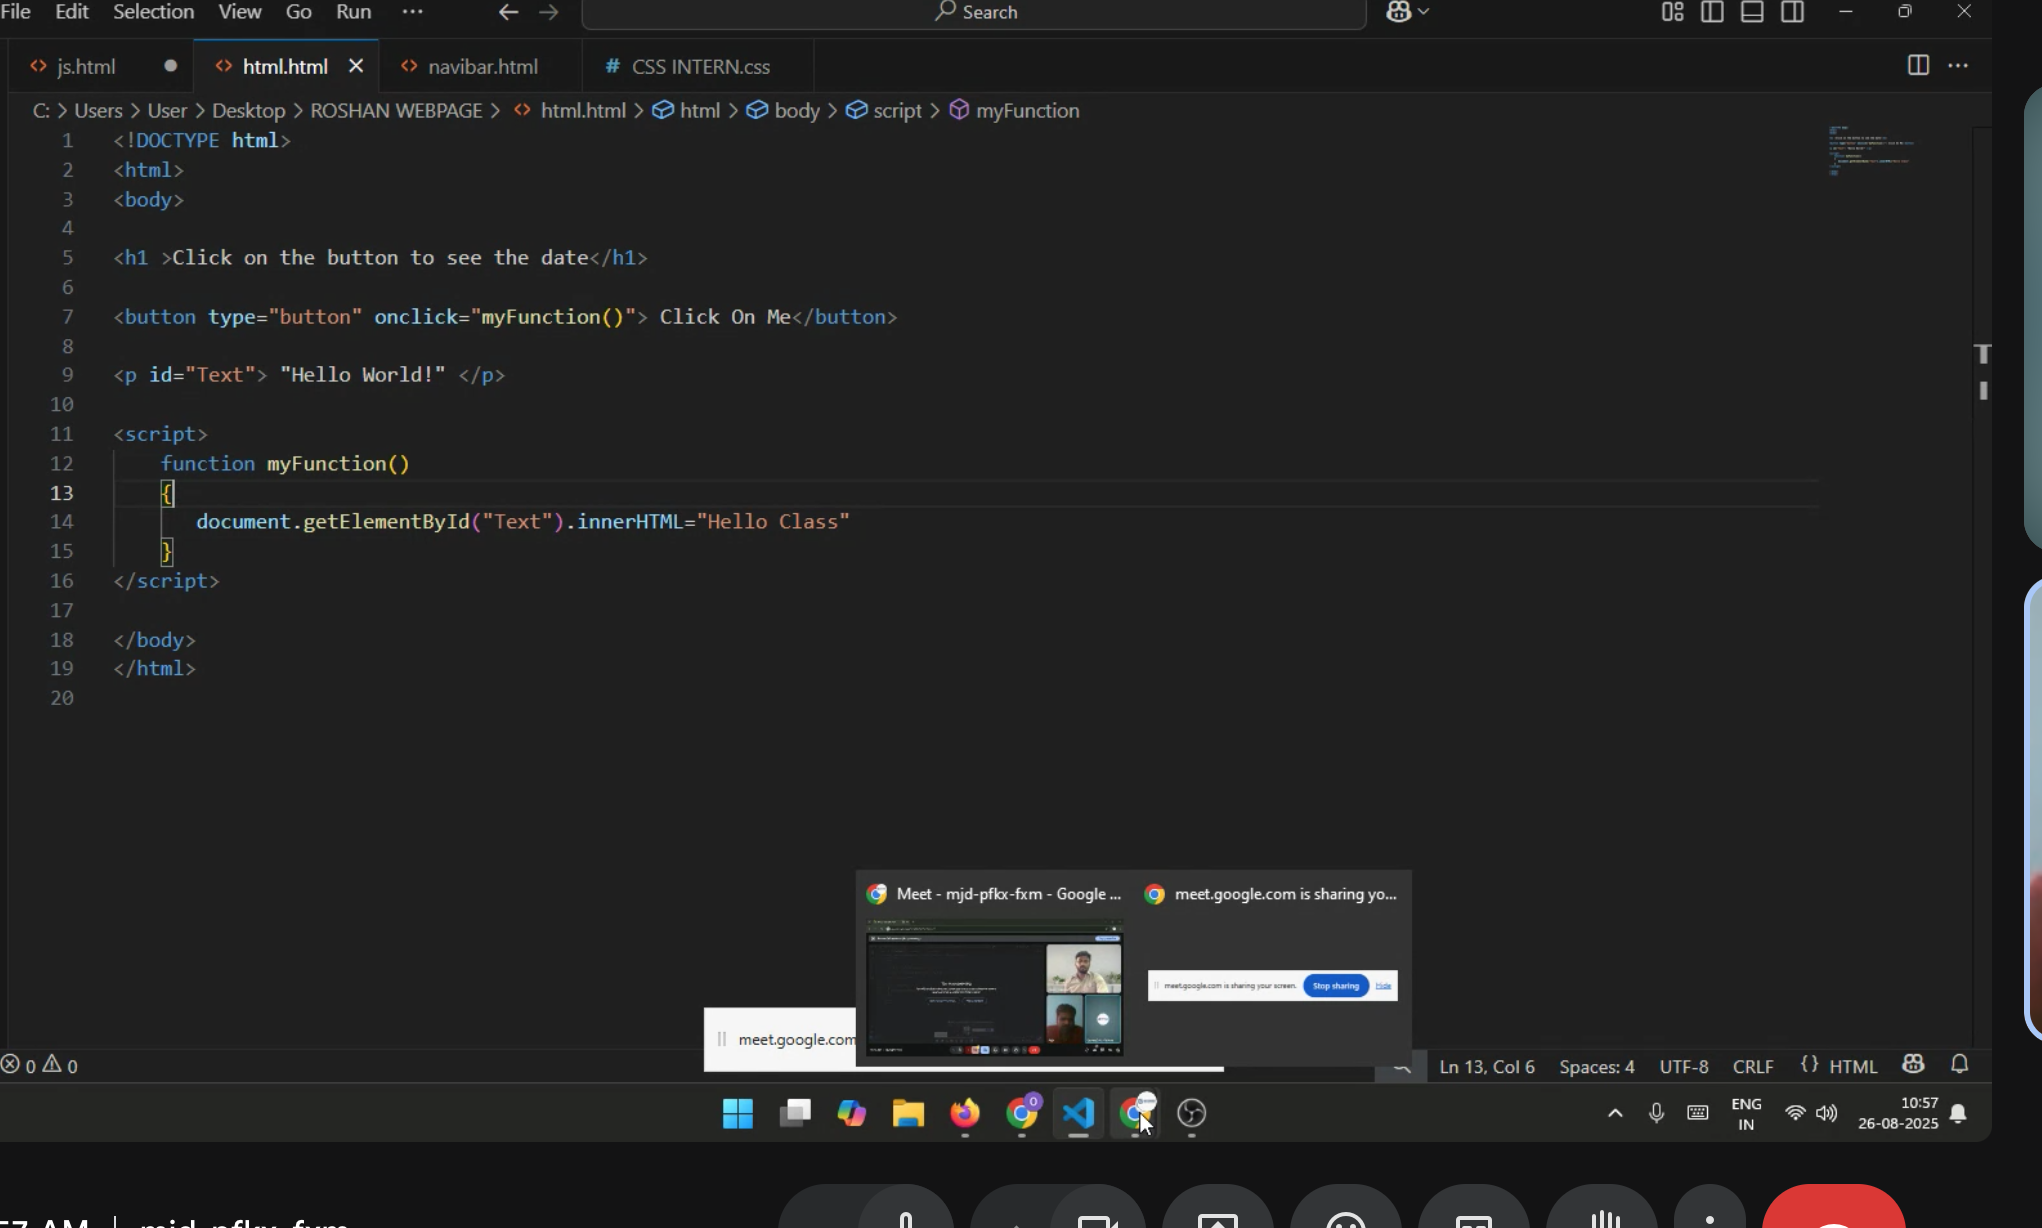 File Edit Selection View Go Run ··· Search
js.html html.html navibar.html # CSS INTERN.css
C: > Users > User > Desktop > ROSHAN WEBPAGE > html.html > html > body > script > myFunction
1 <!DOCTYPE html>
2 <html>
3 <body>
4
5 <h1 >Click on the button to see the date</h1>
6
7 <button type="button" onclick="myFunction()"> Click On Me</button>
8
9 <p id="Text"> "Hello World!" </p>
10
11 <script>
12 function myFunction()
13 {
14 document.getElementById("Text").innerHTML="Hello Class"
15 }
16 </script>
17
18 </body>
19 </html>
20
Meet - mjd-pfkx-fxm - Google ... meet.google.com is sharing yo...
meet.google.com is sharing your screen. Stop sharing Hide
meet.google.com
0 0 Ln 13, Col 6 Spaces: 4 UTF-8 CRLF {} HTML
ENG IN 10:57
26-08-2025
57 AM | mjd-pfkx-fxm